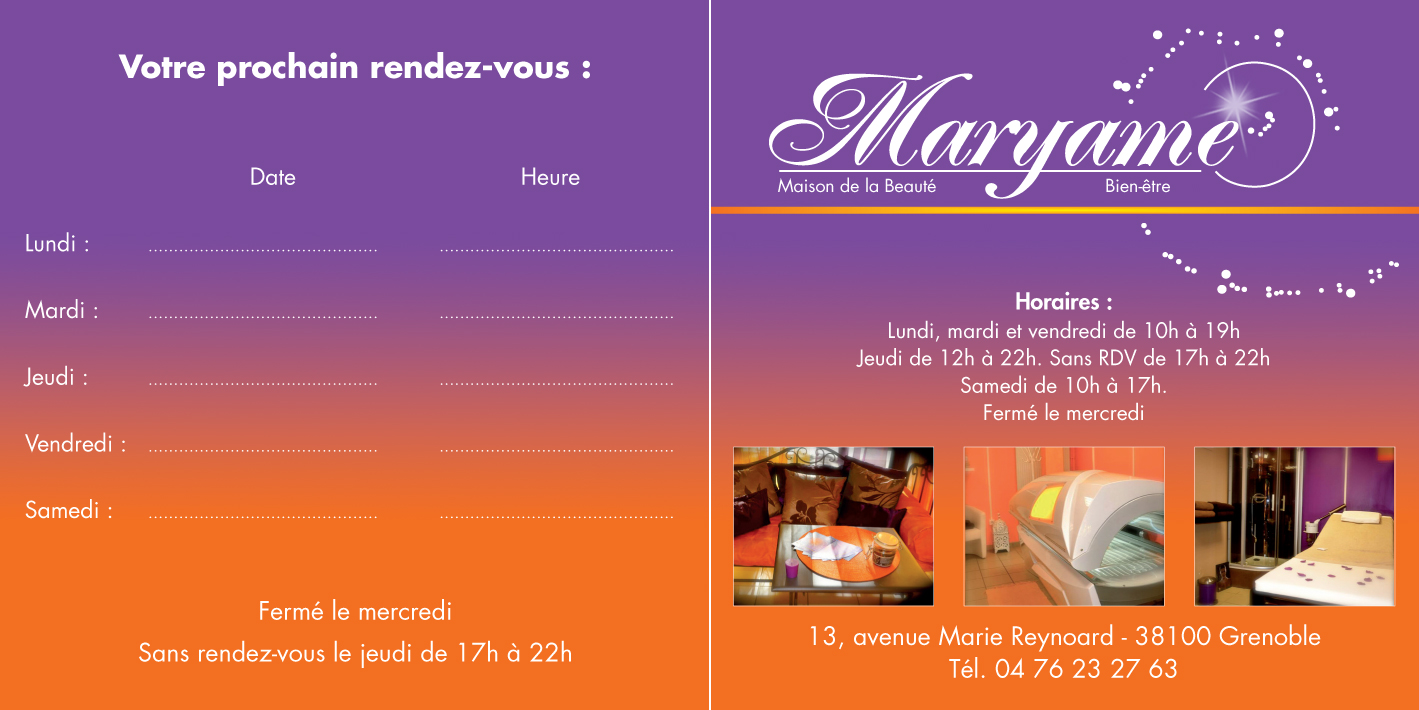 Votre prochain rendez-vous :
Date Heure
Lundi : ............................................ .............................................
Mardi : ............................................ .............................................
Jeudi : ............................................ .............................................
Vendredi : ............................................ .............................................
Samedi : ............................................ .............................................
Fermé le mercredi
Sans rendez-vous le jeudi de 17h à 22h
Maryame
Maison de la Beauté Bien-être
Horaires :
Lundi, mardi et vendredi de 10h à 19h
Jeudi de 12h à 22h. Sans RDV de 17h à 22h
Samedi de 10h à 17h.
Fermé le mercredi
13, avenue Marie Reynoard - 38100 Grenoble
Tél. 04 76 23 27 63